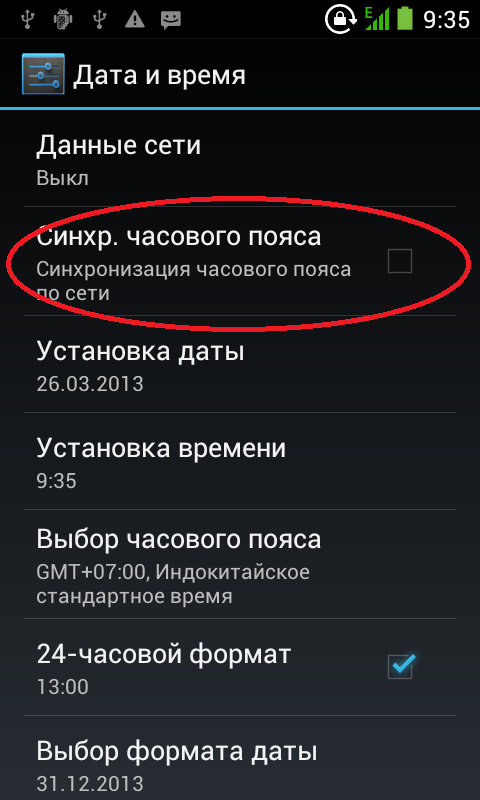 E 9:35
Дата и время
Данные сети
Выкл
Синхр. часового пояса
Синхронизация часового пояса
по сети
Установка даты
26.03.2013
Установка времени
9:35
Выбор часового пояса
GMT+07:00, Индокитайское
стандартное время
24-часовой формат
13:00
Выбор формата даты
31.12.2013